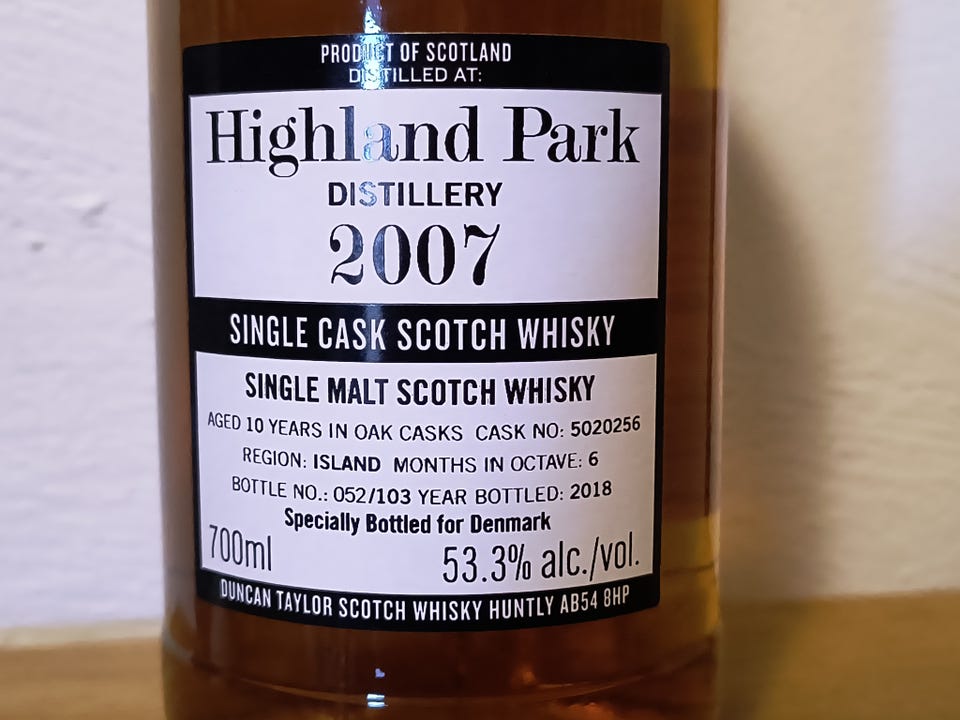 PRODUCT OF SCOTLAND
DISTILLED AT:
Highland Park
DISTILLERY
2007
SINGLE CASK SCOTCH WHISKY
SINGLE MALT SCOTCH WHISKY
AGED 10 YEARS IN OAK CASKS CASK NO: 5020256
REGION: ISLAND MONTHS IN OCTAVE: 6
BOTTLE NO.: 052/103 YEAR BOTTLED: 2018
Specially Bottled for Denmark
700ml 53.3% alc./vol.
DUNCAN TAYLOR SCOTCH WHISKY HUNTLY AB54 8HP